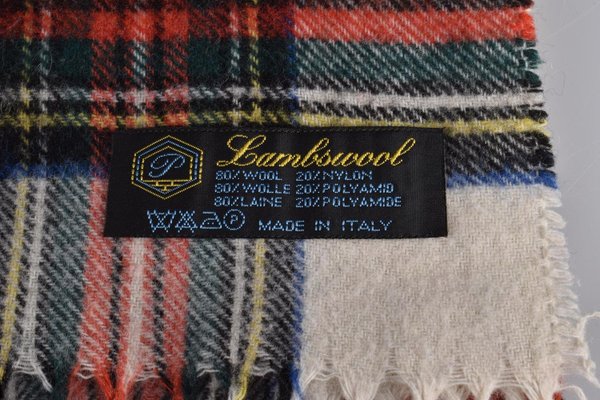 P
Lambswool
80% WOOL 20% NYLON
80% WOLLE 20% POLYAMID
80% LAINE 20% POLYAMIDE
P MADE IN ITALY